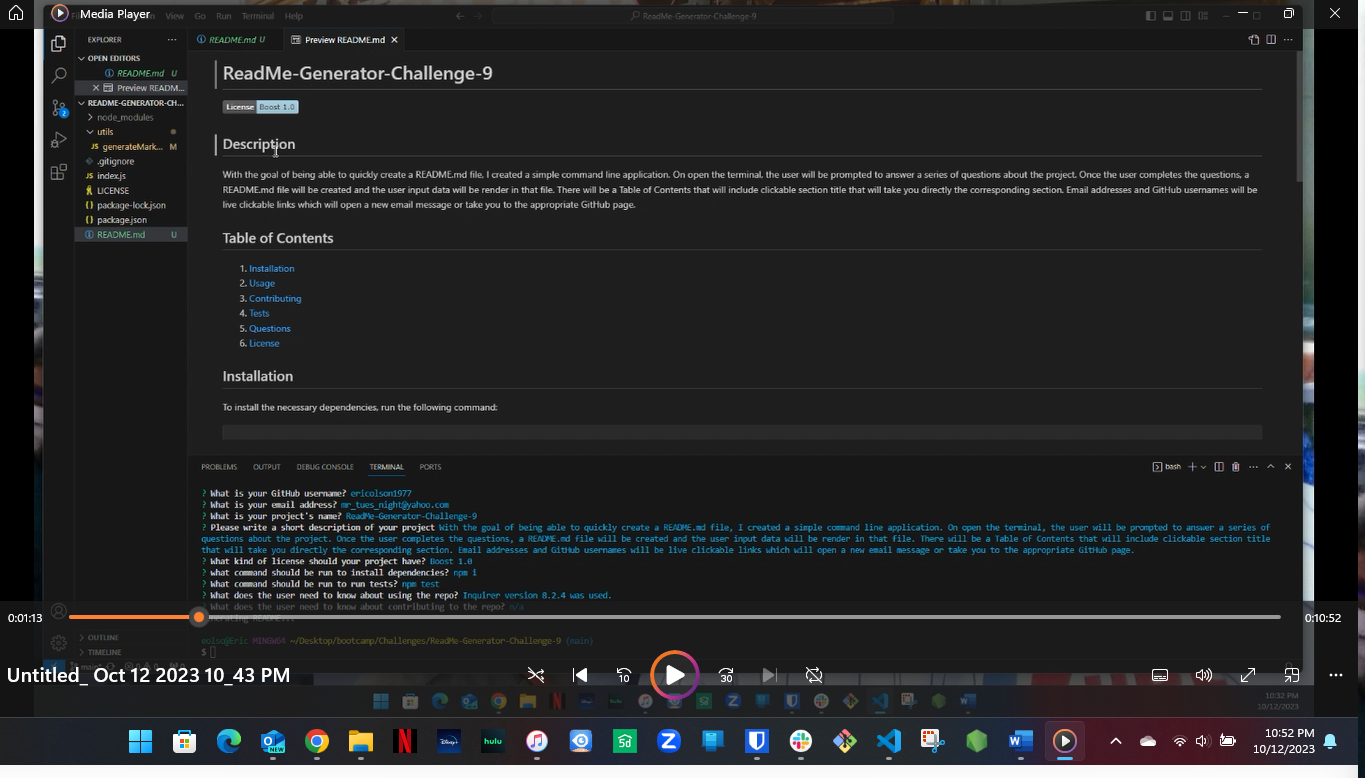 Media Player
View Go Run Terminal Help
ReadMe-Generator-Challenge-9
EXPLORER
README.md U
Preview README.md
OPEN EDITORS
README.md U
Preview READM...
README-GENERATOR-CH...
node_modules
utils
JS generateMark... M
.gitignore
JS index.js
LICENSE
{} package-lock.json
{} package.json
README.md U
OUTLINE
TIMELINE
2
ReadMe-Generator-Challenge-9
License Boost 1.0
Description
With the goal of being able to quickly create a README.md file, I created a simple command line application. On open the terminal, the user will be prompted to answer a series of questions about the project. Once the user completes the questions, a
README.md file will be created and the user input data will be render in that file. There will be a Table of Contents that will include clickable section title that will take you directly the corresponding section. Email addresses and GitHub usernames will be
live clickable links which will open a new email message or take you to the appropriate GitHub page.
Table of Contents
1. Installation
2. Usage
3. Contributing
4. Tests
5. Questions
6. License
Installation
To install the necessary dependencies, run the following command:
PROBLEMS OUTPUT DEBUG CONSOLE TERMINAL PORTS
bash
? What is your GitHub username? ericolson1977
? What is your email address? mr_tues_night@yahoo.com
? What is your project's name? ReadMe-Generator-Challenge-9
? Please write a short description of your project With the goal of being able to quickly create a README.md file, I created a simple command line application. On open the terminal, the user will be prompted to answer a series of
questions about the project. Once the user completes the questions, a README.md file will be created and the user input data will be render in that file. There will be a Table of Contents that will include clickable section title
that will take you directly the corresponding section. Email addresses and GitHub usernames will be live clickable links which will open a new email message or take you to the appropriate GitHub page.
? What kind of license should your project have? Boost 1.0
? what command should be run to install dependencies? npm i
? what command should be run to run tests? npm test
? What does the user need to know about using the repo? Inquirer version 8.2.4 was used.
? What does the user need to know about contributing to the repo? n/a
Generating README...
eolso@Eric MINGW64 ~/Desktop/bootcamp/Challenges/ReadMe-Generator-Challenge-9 (main)
$
0:01:13
0:10:52
Untitled_ Oct 12 2023 10_43 PM
10
30
10:32 PM
10/12/2023
NEW
Disney+
hulu
10:52 PM
10/12/2023